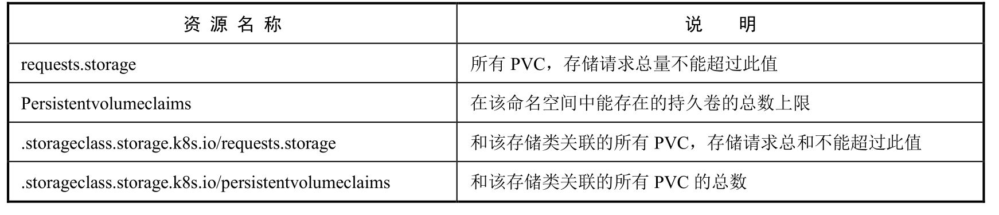 资 源 名 称 说 明
requests.storage 所有 PVC，存储请求总量不能超过此值
Persistentvolumeclaims 在该命名空间中能存在的持久卷的总数上限
.storageclass.storage.k8s.io/requests.storage 和该存储类关联的所有 PVC，存储请求总和不能超过此值
.storageclass.storage.k8s.io/persistentvolumeclaims 和该存储类关联的所有 PVC 的总数